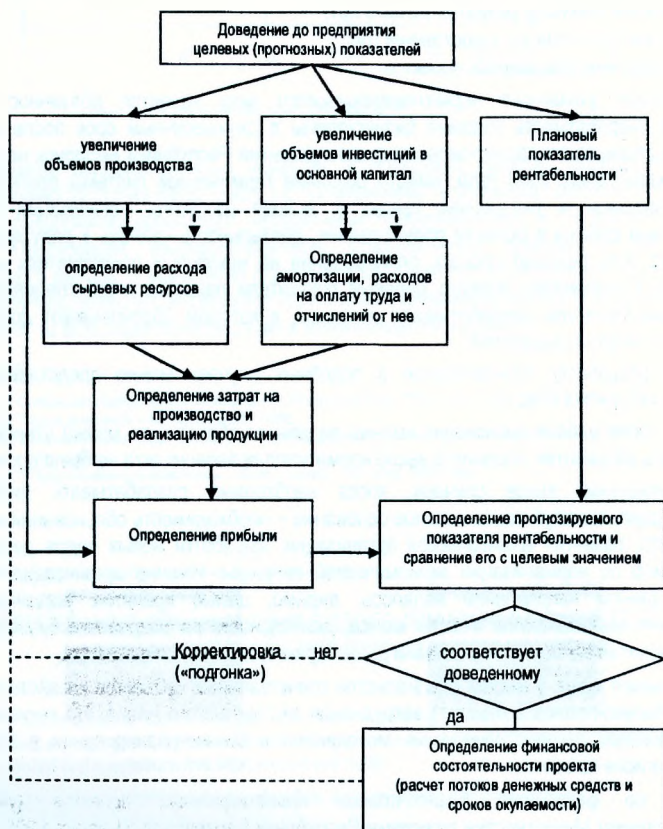 Доведение до предприятия
целевых (прогнозных) показателей
увеличение
объемов производства
увеличение
объемов инвестиций в
основной капитал
Плановый
показатель
рентабельности
определение расхода
сырьевых ресурсов
Определение
амортизации, расходов
на оплату труда и
отчислений от нее
Определение затрат на
производство и
реализацию продукции
Определение прибыли
Определение прогнозируемого
показателя рентабельности и
сравнение его с целевым значением
Корректировка
(«подгонка»)
нет
соответствует
доведенному
да
Определение финансовой
состоятельности проекта
(расчет потоков денежных средств и
сроков окупаемости)